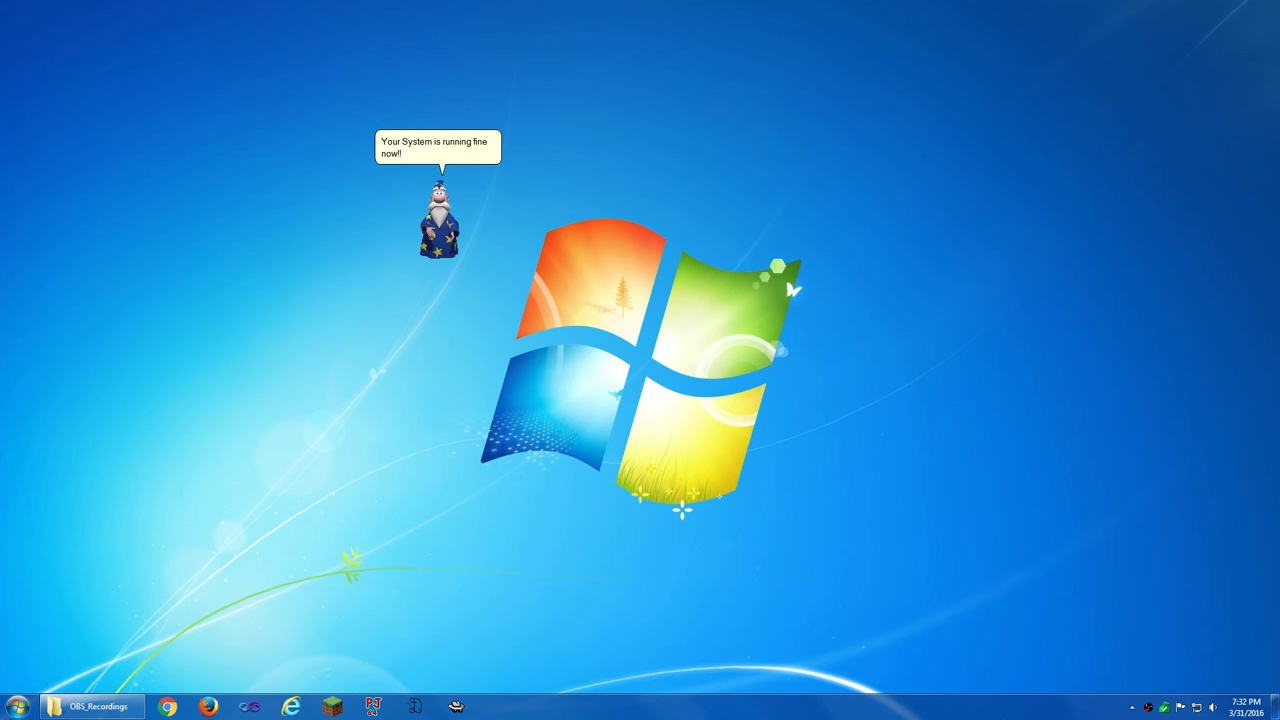 Your System is running fine
now!!
OBS_Recordings
7:32 PM
3/31/2016